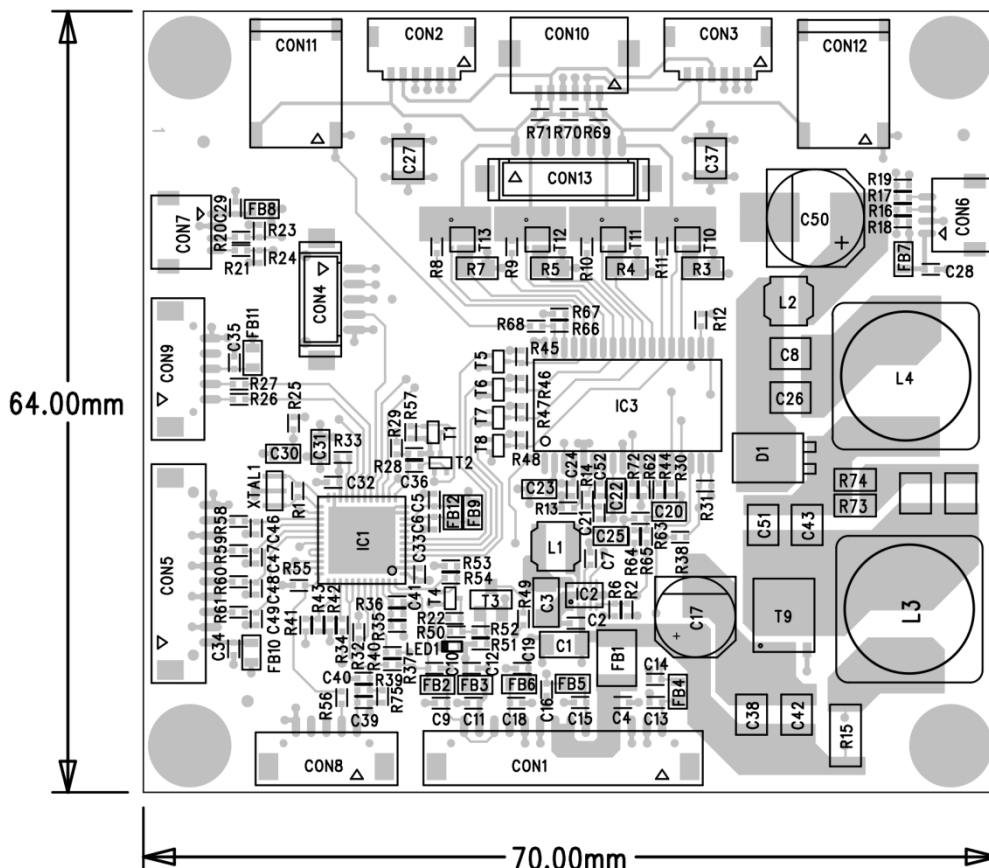 CON11
CON2
CON10
CON3
CON12
1
R71 R70 R69
C27
C37
CON13
R19
R17
R16
R18
C50
CON6
CON7
R20
C29
FB8
R23
R21
R24
R8
R7
T13
R9
R5
T12
R10
R4
T11
R11
R3
T10
FB7
C28
CON4
L2
CON9
C35
FB11
R67
R68
R66
R12
R27
R26
T5
R45
T6
R46
T7
R47
T8
R48
IC3
C8
C26
L4
64.00mm
R25
R29
R57
T1
C30
C31
R33
R28
T2
C36
D1
XTAL1
R1
C32
C23
C24
R14
C52
C22
R72
R62
R44
R30
R31
R74
R73
CON5
R58
C46
R59
C47
R60
C48
R61
C49
IC1
C5
C6
FB12
FB9
C33
R13
C21
C20
C25
L1
C7
R64
R65
R63
R38
C51
C43
L3
R55
R53
R54
C41
T4
T3
R49
C3
IC2
R6
R2
C2
C17
T9
R43
R42
R41
R36
R35
R22
R50
R52
R51
C34
FB10
R34
R32
R40
R37
LED1
C10
C12
C19
C1
FB1
C14
FB4
R56
C40
R39
R75
C39
FB2
FB3
FB6
FB5
C9
C11
C18
C16
C15
C4
C13
C38
C42
R15
CON8
CON1
70.00mm